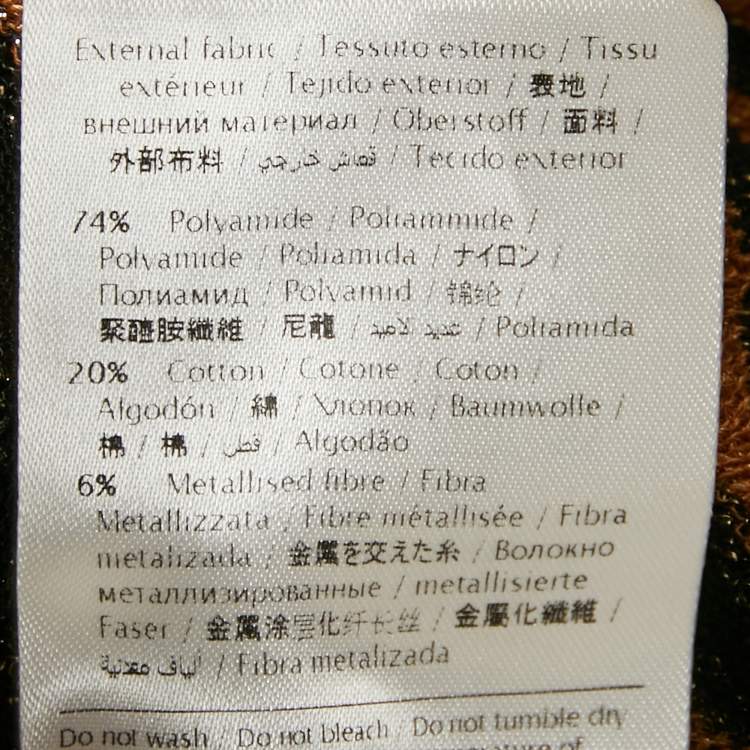 External fabric / Tessuto esterno / Tissu
extérieur / Tejido exterior / 表地 /
внешний материал / Oberstoff / 面料 /
外部布料 / قماش خارجي / Tecido exterior
74% Polyamide / Poliammide /
Polyamide / Poliamida / ナイロン /
Полиамид / Polyamid / 锦纶 /
聚醯胺纖維 / 尼龍 / عديد لاميد / Poliamida
20% Cotton / Cotone / Coton /
Algodón / 綿 / Хлопок / Baumwolle /
棉 / 棉 / قطن / Algodão
6% Metallised fibre / Fibra
Metallizzata / Fibre métallisée / Fibra
metalizada / 金属を交えた糸 / Волокно
металлизированные / metallisierte
Faser / 金属涂层化纤长丝 / 金屬化纖維 /
ألياف معدنية / Fibra metalizada
Do not wash / Do not bleach / Do not tumble dry